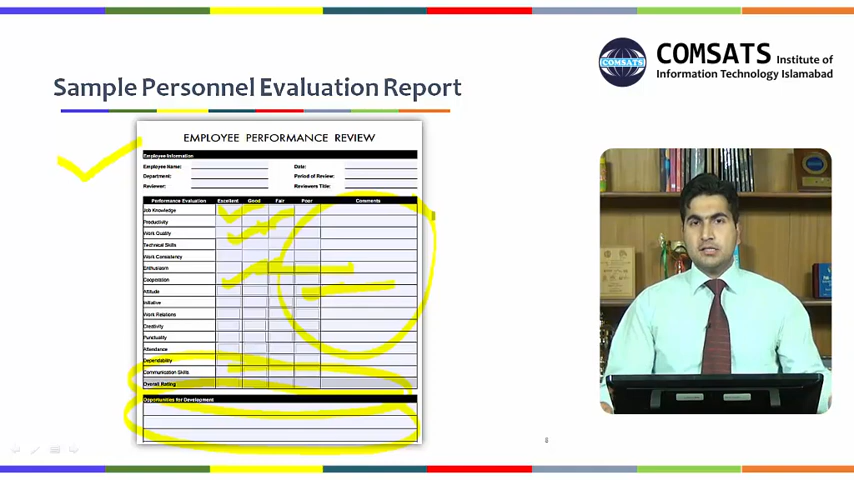 COMSATS Institute of
Information Technology Islamabad
COMSATS
Sample Personnel Evaluation Report
EMPLOYEE PERFORMANCE REVIEW
Employee Information
Employee Name: Date:
Department: Period of Review:
Reviewer: Reviewers Title:
Performance Evaluation Excellent Good Fair Poor Comments
Job Knowledge
Productivity
Work Quality
Technical Skills
Work Consistency
Enthusiasm
Cooperation
Attitude
Initiative
Work Relations
Creativity
Punctuality
Attendance
Dependability
Communication Skills
Overall Rating
Opportunities for Development